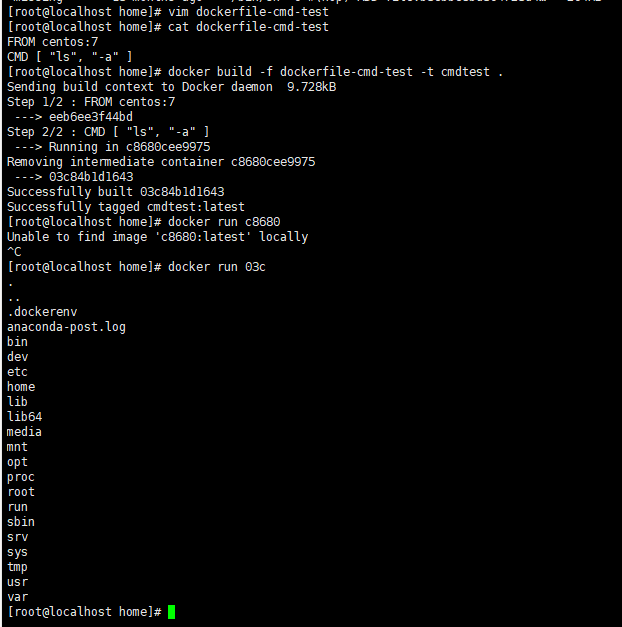 [root@localhost home]# vim dockerfile-cmd-test
[root@localhost home]# cat dockerfile-cmd-test
FROM centos:7
CMD [ "ls", "-a" ]
[root@localhost home]# docker build -f dockerfile-cmd-test -t cmdtest .
Sending build context to Docker daemon  9.728kB
Step 1/2 : FROM centos:7
 ---> eeb6ee3f44bd
Step 2/2 : CMD [ "ls", "-a" ]
 ---> Running in c8680cee9975
Removing intermediate container c8680cee9975
 ---> 03c84b1d1643
Successfully built 03c84b1d1643
Successfully tagged cmdtest:latest
[root@localhost home]# docker run c8680
Unable to find image 'c8680:latest' locally
^C
[root@localhost home]# docker run 03c
.
..
.dockerenv
anaconda-post.log
bin
dev
etc
home
lib
lib64
media
mnt
opt
proc
root
run
sbin
srv
sys
tmp
usr
var
[root@localhost home]#